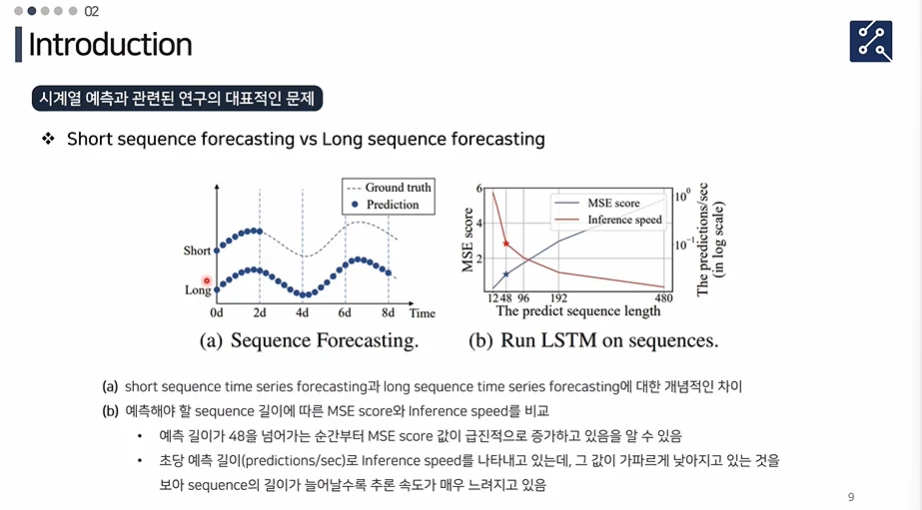 02
Introduction
시계열 예측과 관련된 연구의 대표적인 문제
❖ Short sequence forecasting vs Long sequence forecasting
Ground truth
Prediction
Short
Long
0d 2d 4d 6d 8d Time
(a) Sequence Forecasting.
MSE score
6
4
2
0
MSE score
Inference speed
10⁰
10⁻¹
The predictions/sec
(in log scale)
12 48 96 192 480
The predict sequence length
(b) Run LSTM on sequences.
(a) short sequence time series forecasting과 long sequence time series forecasting에 대한 개념적인 차이
(b) 예측해야 할 sequence 길이에 따른 MSE score와 Inference speed를 비교
• 예측 길이가 48을 넘어가는 순간부터 MSE score 값이 급진적으로 증가하고 있음을 알 수 있음
• 초당 예측 길이(predictions/sec)로 Inference speed를 나타내고 있는데, 그 값이 가파르게 낮아지고 있는 것을
보아 sequence의 길이가 늘어날수록 추론 속도가 매우 느려지고 있음
9